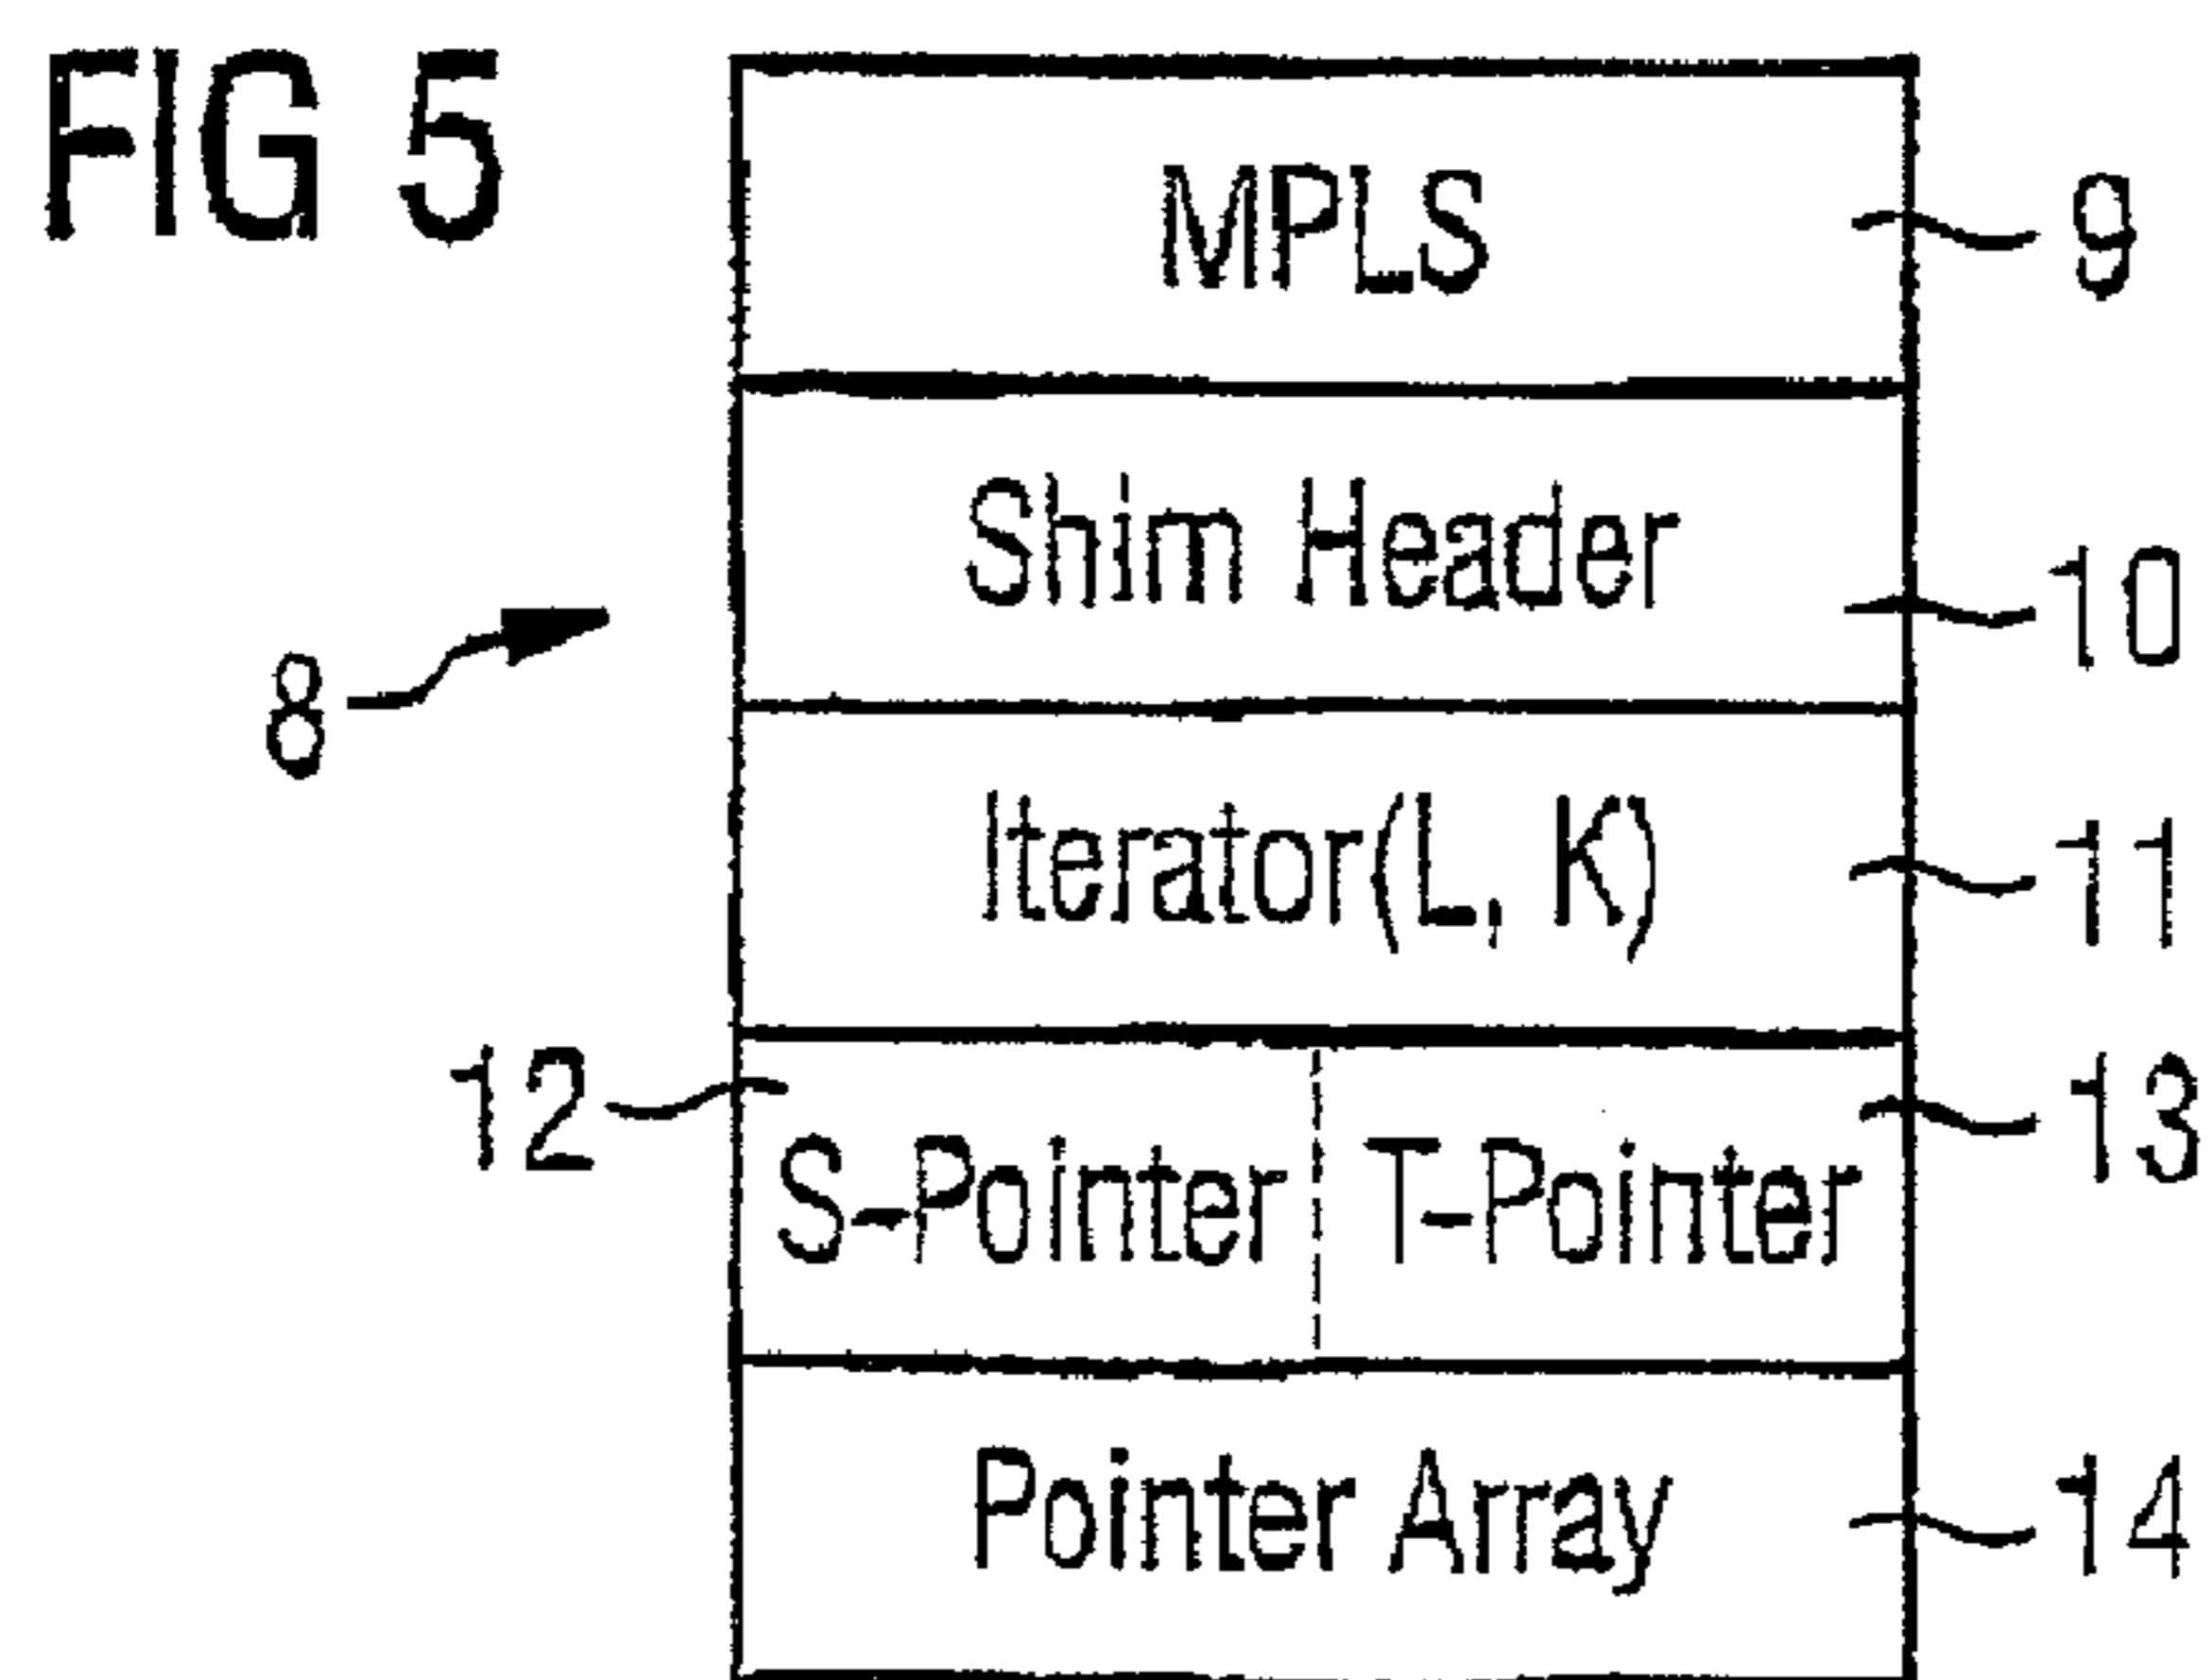 FIG 5
MPLS
9
Shim Header
10
8
Iterator(L, K)
11
12
S-Pointer
T-Pointer
13
Pointer Array
14